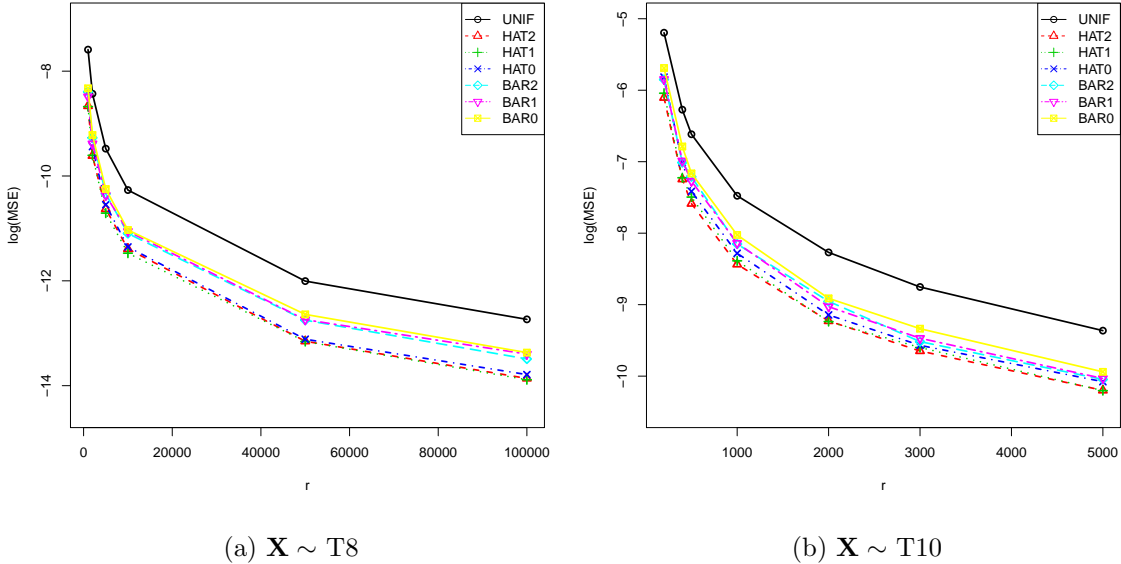 UNIF
HAT2
HAT1
HAT0
BAR2
BAR1
BAR0
log(MSE)
−8
−10
−12
−14
0 20000 40000 60000 80000 100000
r
(a) X ∼ T8
UNIF
HAT2
HAT1
HAT0
BAR2
BAR1
BAR0
log(MSE)
−5
−6
−7
−8
−9
−10
1000 2000 3000 4000 5000
r
(b) X ∼ T10